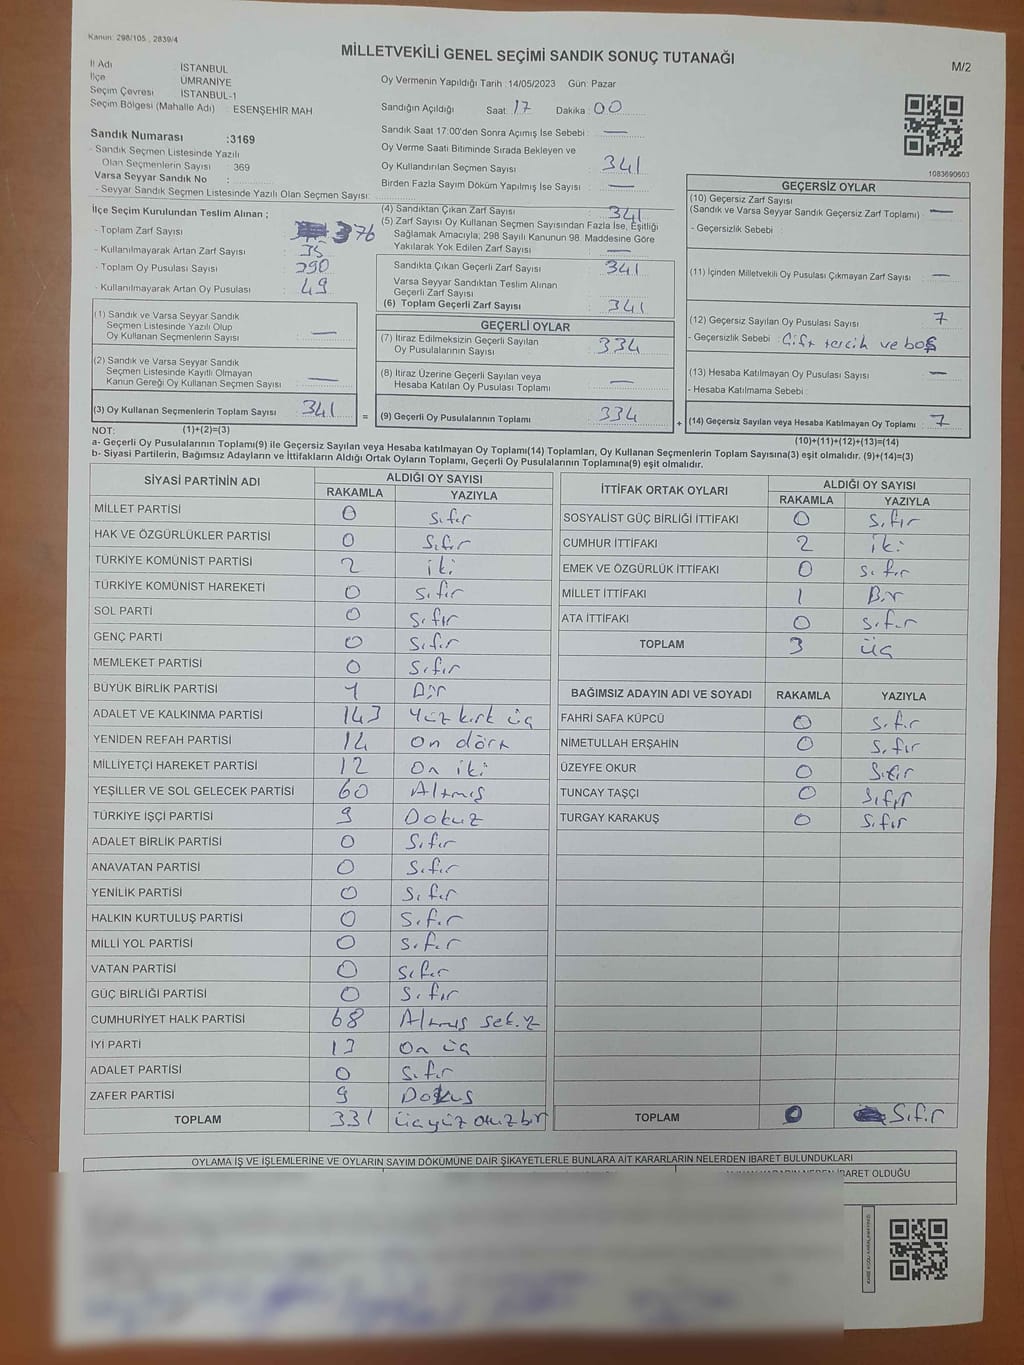 Kanun: 298/105 , 2839/4
MİLLETVEKİLİ GENEL SEÇİMİ SANDIK SONUÇ TUTANAĞI
M/2
İl Adı : İSTANBUL
İlçe : ÜMRANİYE
Seçim Çevresi : İSTANBUL-1
Seçim Bölgesi (Mahalle Adı) : ESENŞEHİR MAH
Sandık Numarası :3169
- Sandık Seçmen Listesinde Yazılı
Olan Seçmenlerin Sayısı : 369
Varsa Seyyar Sandık No :
- Seyyar Sandık Seçmen Listesinde Yazılı Olan Seçmen Sayısı:
Oy Vermenin Yapıldığı Tarih : 14/05/2023 Gün: Pazar
Sandığın Açıldığı Saat: 17 Dakika: 00
Sandık Saat 17:00'den Sonra Açımış İse Sebebi : —
Oy Verme Saati Bitiminde Sırada Bekleyen ve
Oy Kullandırılan Seçmen Sayısı : 341
Birden Fazla Sayım Döküm Yapılmış İse Sayısı : —
1083690603
İlçe Seçim Kurulundan Teslim Alınan ;
- Toplam Zarf Sayısı : 376
- Kullanılmayarak Artan Zarf Sayısı : 35
- Toplam Oy Pusulası Sayısı : 390
- Kullanılmayarak Artan Oy Pusulası : 49
(1) Sandık ve Varsa Seyyar Sandık
Seçmen Listesinde Yazılı Olup
Oy Kullanan Seçmenlerin Sayısı : —
(2) Sandık ve Varsa Seyyar Sandık
Seçmen Listesinde Kayıtlı Olmayan
Kanun Gereği Oy Kullanan Seçmen Sayısı : —
(3) Oy Kullanan Seçmenlerin Toplam Sayısı : 341
(4) Sandıktan Çıkan Zarf Sayısı : 341
(5) Zarf Sayısı Oy Kullanan Seçmen Sayısından Fazla İse, Eşitliği
Sağlamak Amacıyla; 298 Sayılı Kanunun 98. Maddesine Göre
Yakılarak Yok Edilen Zarf Sayısı : —
Sandıkta Çıkan Geçerli Zarf Sayısı : 341
Varsa Seyyar Sandıktan Teslim Alınan
Geçerli Zarf Sayısı :
(6) Toplam Geçerli Zarf Sayısı : 341
GEÇERLİ OYLAR
(7) İtiraz Edilmeksizin Geçerli Sayılan
Oy Pusulalarının Sayısı : 334
(8) İtiraz Üzerine Geçerli Sayılan veya
Hesaba Katılan Oy Pusulası Toplamı : —
= (9) Geçerli Oy Pusulalarının Toplamı : 334
GEÇERSİZ OYLAR
(10) Geçersiz Zarf Sayısı
(Sandık ve Varsa Seyyar Sandık Geçersiz Zarf Toplamı) : —
- Geçersizlik Sebebi :
(11) İçinden Milletvekili Oy Pusulası Çıkmayan Zarf Sayısı : —
(12) Geçersiz Sayılan Oy Pusulası Sayısı : 7
- Geçersizlik Sebebi : Çift tercih ve boş
(13) Hesaba Katılmayan Oy Pusulası Sayısı : —
- Hesaba Katılmama Sebebi :
+ (14) Geçersiz Sayılan veya Hesaba Katılmayan Oy Toplamı : 7
NOT: (1)+(2)=(3)
(10)+(11)+(12)+(13)=(14)
a- Geçerli Oy Pusulalarının Toplamı(9) ile Geçersiz Sayılan veya Hesaba katılmayan Oy Toplamı(14) Toplamları, Oy Kullanan Seçmenlerin Toplam Sayısına(3) eşit olmalıdır. (9)+(14)=(3)
b- Siyasi Partilerin, Bağımsız Adayların ve İttifakların Aldığı Ortak Oyların Toplamı, Geçerli Oy Pusulalarının Toplamına(9) eşit olmalıdır.
SİYASİ PARTİNİN ADI ALDIĞI OY SAYISI
RAKAMLA YAZIYLA
MİLLET PARTİSİ 0 Sıfır
HAK VE ÖZGÜRLÜKLER PARTİSİ 0 Sıfır
TÜRKİYE KOMÜNİST PARTİSİ 2 iki
TÜRKİYE KOMÜNİST HAREKETİ 0 Sıfır
SOL PARTİ 0 Sıfır
GENÇ PARTİ 0 Sıfır
MEMLEKET PARTİSİ 0 Sıfır
BÜYÜK BİRLİK PARTİSİ 1 Bir
ADALET VE KALKINMA PARTİSİ 143 Yüz kırk üç
YENİDEN REFAH PARTİSİ 14 On dört
MİLLİYETÇİ HAREKET PARTİSİ 12 On iki
YEŞİLLER VE SOL GELECEK PARTİSİ 60 Altmış
TÜRKİYE İŞÇİ PARTİSİ 9 Dokuz
ADALET BİRLİK PARTİSİ 0 Sıfır
ANAVATAN PARTİSİ 0 Sıfır
YENİLİK PARTİSİ 0 Sıfır
HALKIN KURTULUŞ PARTİSİ 0 Sıfır
MİLLİ YOL PARTİSİ 0 Sıfır
VATAN PARTİSİ 0 Sıfır
GÜÇ BİRLİĞİ PARTİSİ 0 Sıfır
CUMHURİYET HALK PARTİSİ 68 Altmış sekiz
İYİ PARTİ 13 On üç
ADALET PARTİSİ 0 Sıfır
ZAFER PARTİSİ 9 Dokus
TOPLAM 331 üçyüz otuzbir
İTTİFAK ORTAK OYLARI ALDIĞI OY SAYISI
RAKAMLA YAZIYLA
SOSYALİST GÜÇ BİRLİĞİ İTTİFAKI 0 Sıfır
CUMHUR İTTİFAKI 2 iki
EMEK VE ÖZGÜRLÜK İTTİFAKI 0 Sıfır
MİLLET İTTİFAKI 1 Bir
ATA İTTİFAKI 0 Sıfır
TOPLAM 3 üç
BAĞIMSIZ ADAYIN ADI VE SOYADI RAKAMLA YAZIYLA
FAHRİ SAFA KÜPCÜ 0 Sıfır
NİMETULLAH ERŞAHİN 0 Sıfır
ÜZEYFE OKUR 0 Sıfır
TUNCAY TAŞÇI 0 Sıfır
TURGAY KARAKUŞ 0 Sıfır
TOPLAM 0 Sıfır
OYLAMA İŞ VE İŞLEMLERİNE VE OYLARIN SAYIM DÖKÜMÜNE DAİR ŞİKAYETLERLE BUNLARA AİT KARARLARIN NELERDEN İBARET BULUNDUKLARI
İBARET OLDUĞU